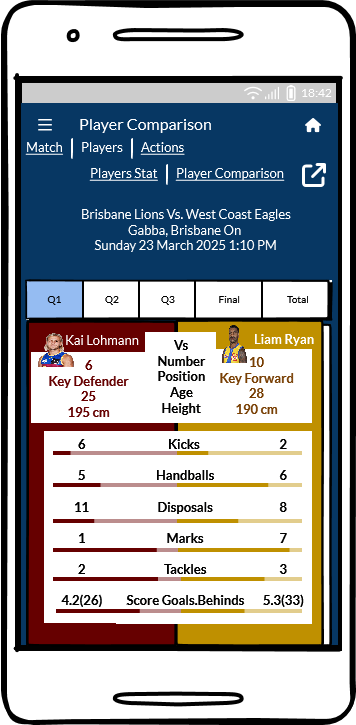 18:42
Player Comparison
Match Players Actions
Players Stat Player Comparison
Brisbane Lions Vs. West Coast Eagles
Gabba, Brisbane On
Sunday 23 March 2025 1:10 PM
Q1 Q2 Q3 Final Total
Kai Lohmann Vs Liam Ryan
6 Number 10
Key Defender Position Key Forward
25 Age 28
195 cm Height 190 cm
6 Kicks 2
5 Handballs 6
11 Disposals 8
1 Marks 7
2 Tackles 3
4.2(26) Score Goals.Behinds 5.3(33)